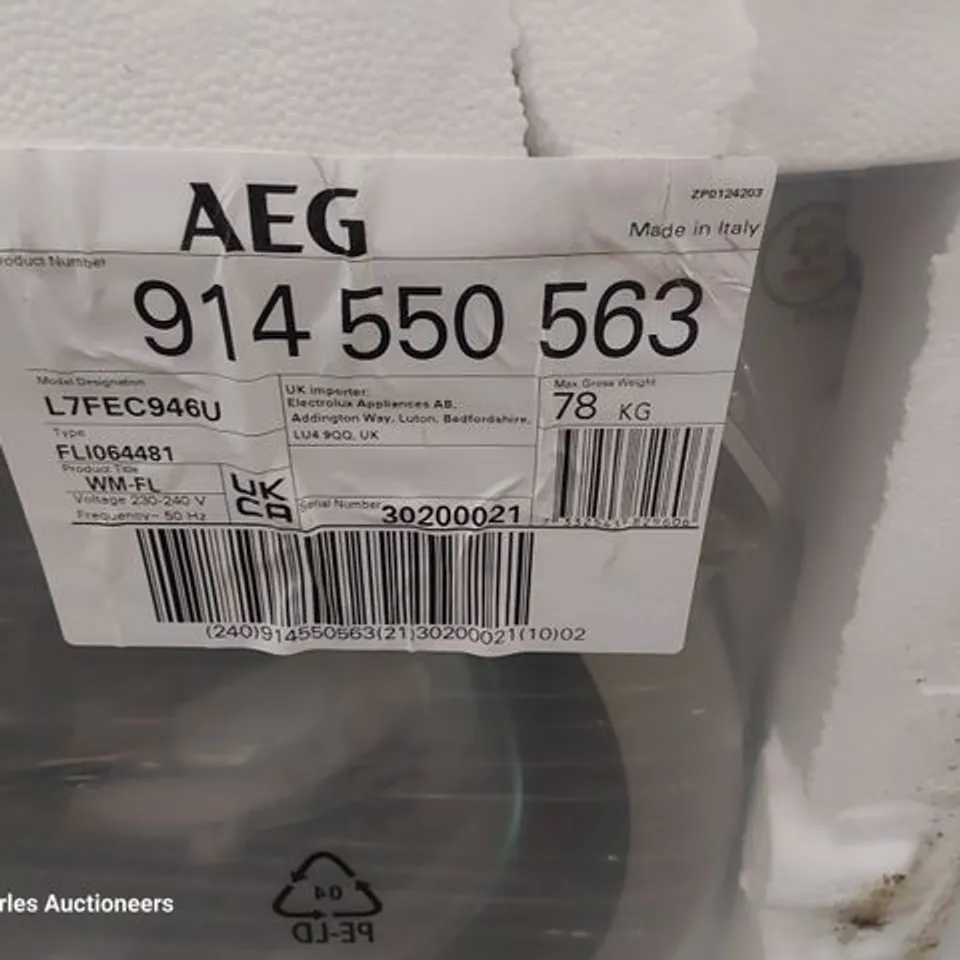 AEG
ZP0124203
Made in Italy
Product Number
914 550 563
Model Designation
L7FEC946U
Type
FLI064481
Product Title
WM-FL
Voltage 230-240 V
Frequency~ 50 Hz
UK
CA
UK importer:
Electrolux Appliances AB,
Addington Way, Luton, Bedfordshire,
LU4 9QQ, UK
Serial Number
30200021
Max Gross Weight
78 KG
(240)914550563(21)30200021(10)02
04
PE-LD
rles Auctioneers